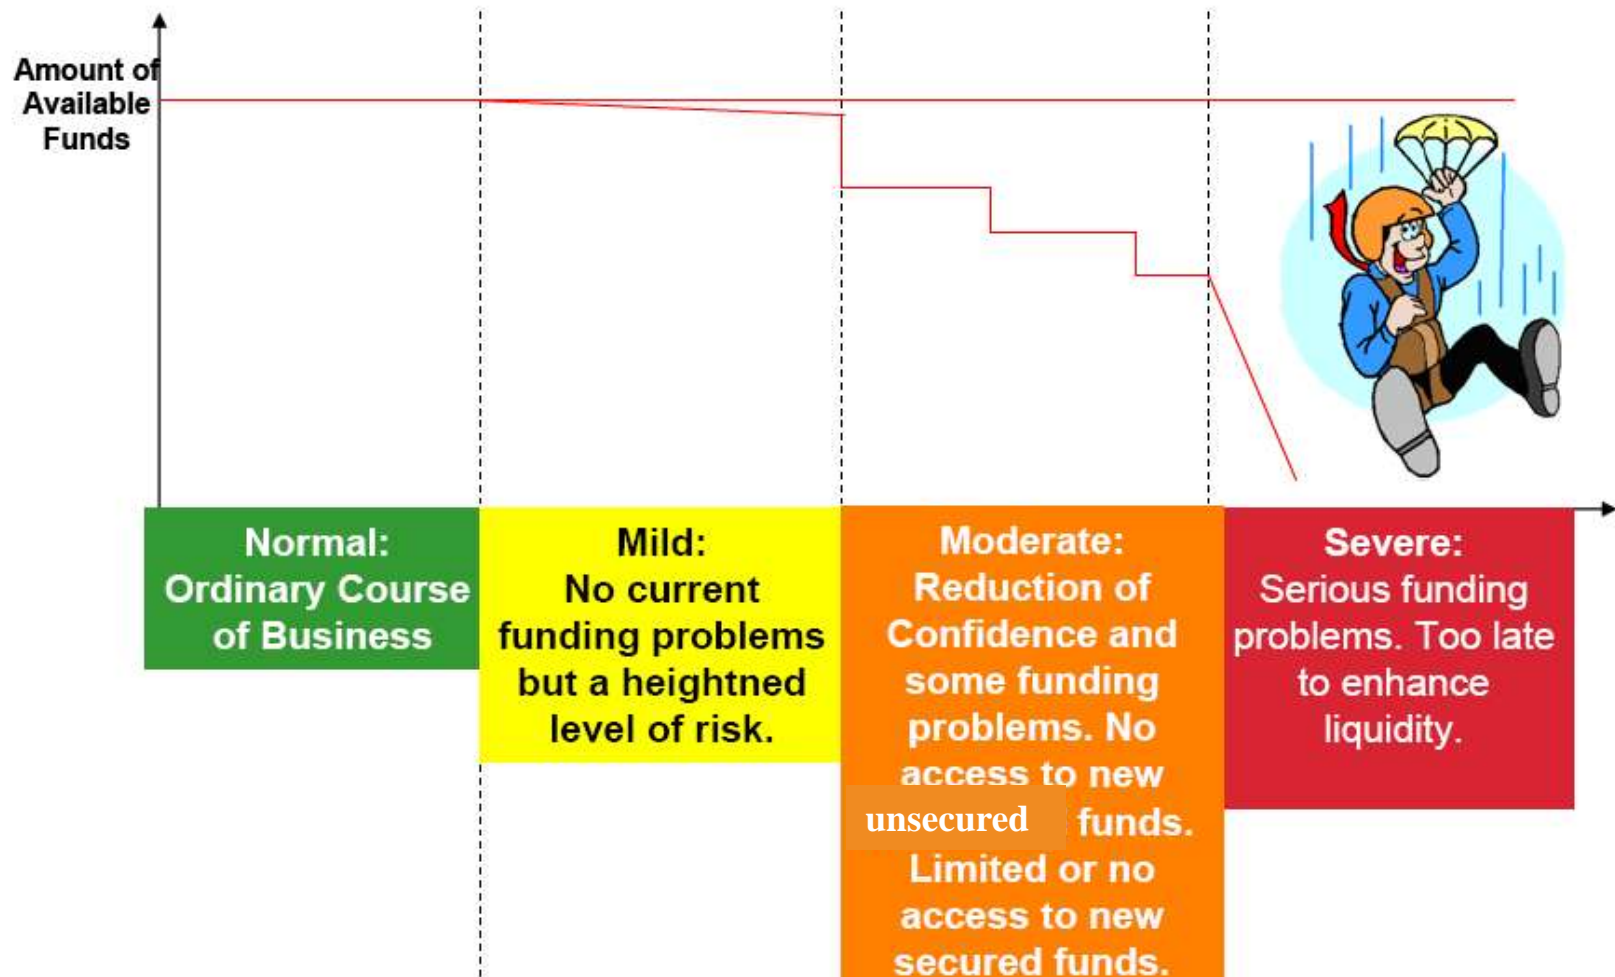 Amount of
Available
Funds
Normal:
Ordinary Course
of Business
Mild:
No current
funding problems
but a heightned
level of risk.
Moderate:
Reduction of
Confidence and
some funding
problems. No
access to new
unsecured funds.
Limited or no
access to new
secured funds.
Severe:
Serious funding
problems. Too late
to enhance
liquidity.